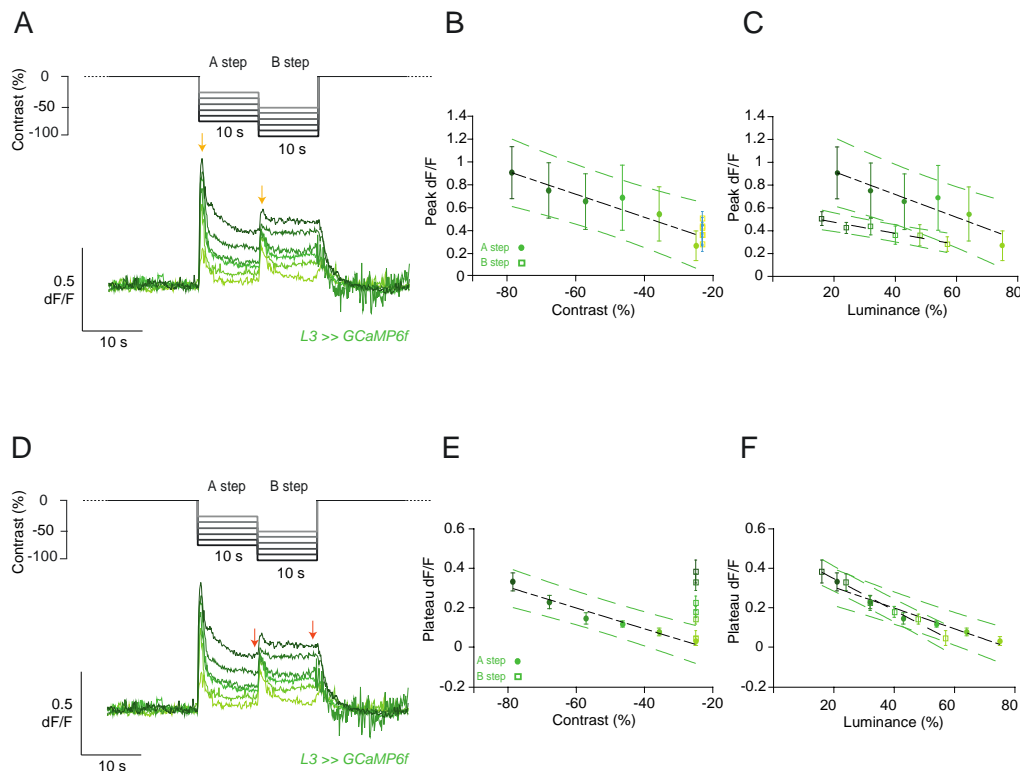 A
A step
B step
0
-50
-100
Contrast (%)
10 s
10 s
0.5
dF/F
10 s
L3 >> GCaMP6f
B
1.4
1.2
1
0.8
0.6
0.4
0.2
0
Peak dF/F
A step
B step
-80
-60
-40
-20
Contrast (%)
C
1.4
1.2
1
0.8
0.6
0.4
0.2
0
Peak dF/F
20
40
60
80
Luminance (%)
D
A step
B step
0
-50
-100
Contrast (%)
10 s
10 s
0.5
dF/F
10 s
L3 >> GCaMP6f
E
0.6
0.4
0.2
0
-0.2
Plateau dF/F
A step
B step
-80
-60
-40
-20
Contrast (%)
F
0.6
0.4
0.2
0
-0.2
Plateau dF/F
20
40
60
80
Luminance (%)